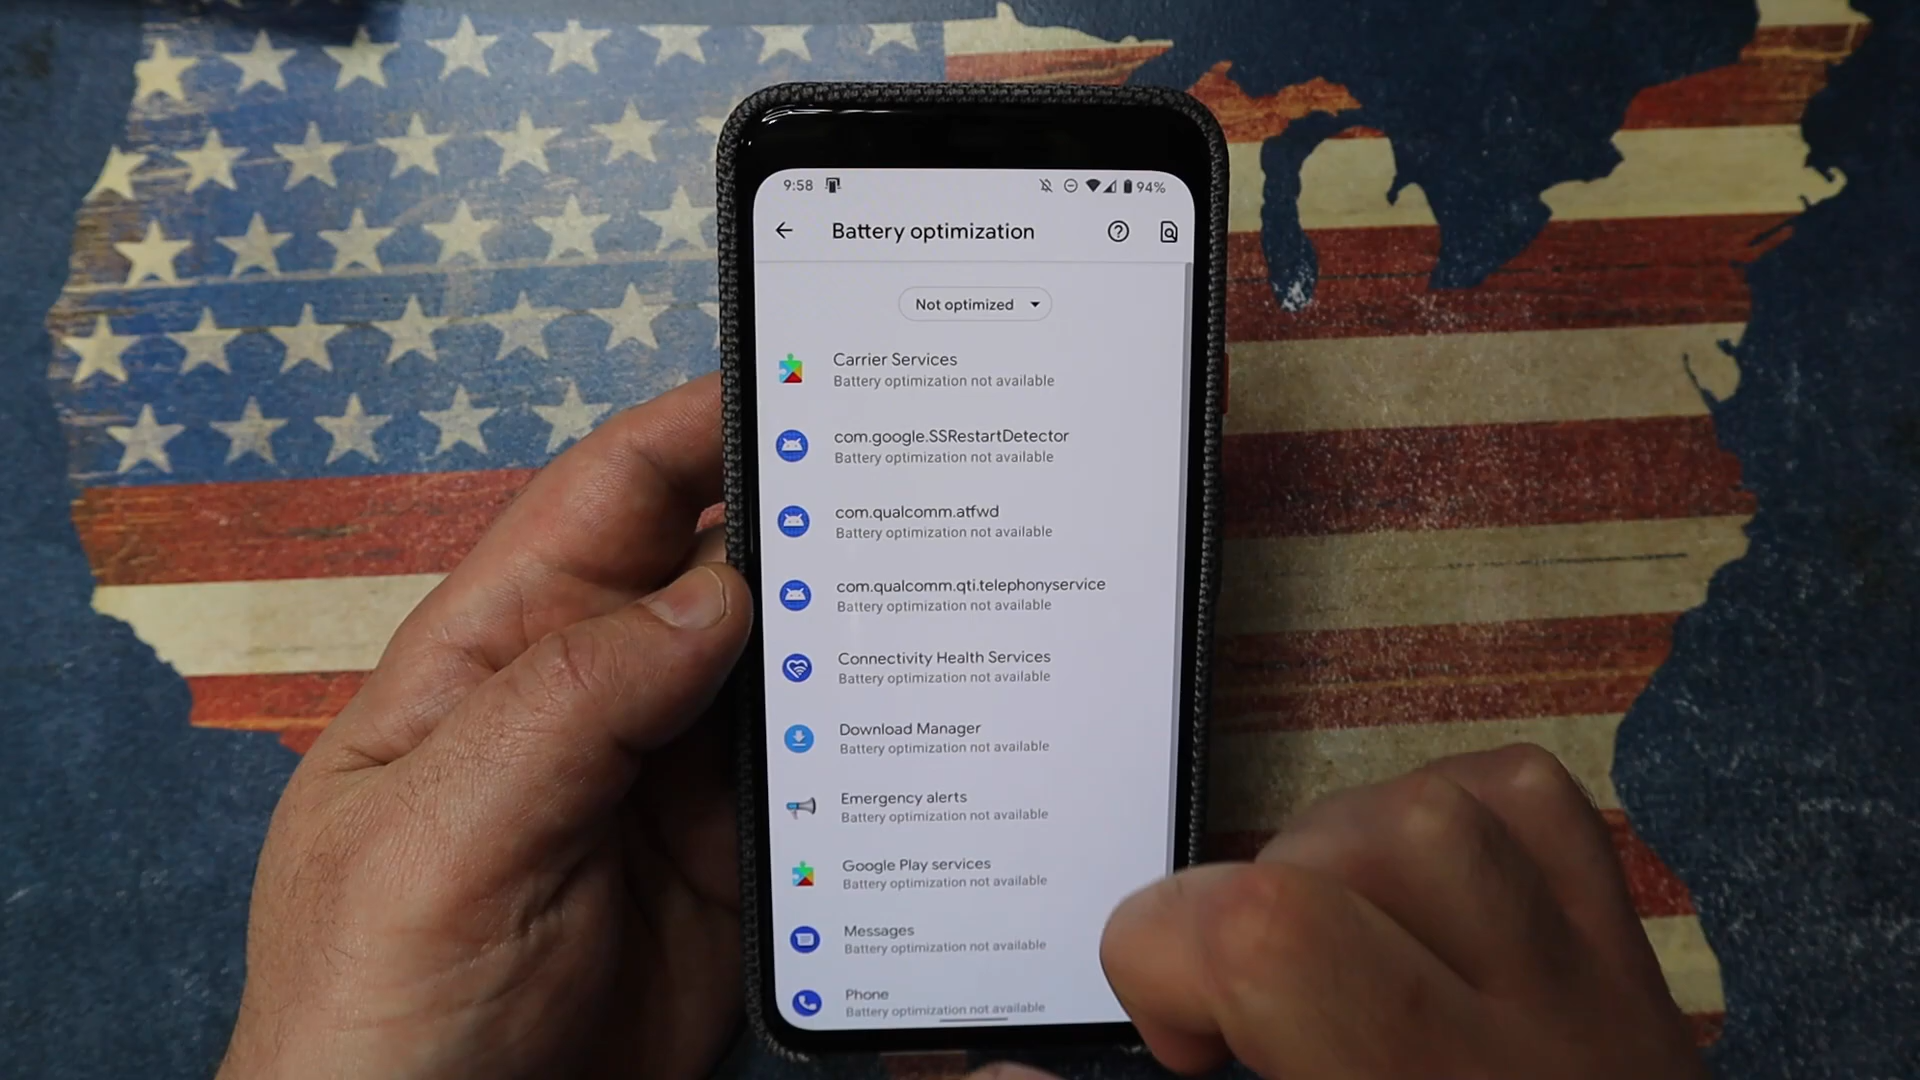 9:58 94%
Battery optimization
Not optimized
Carrier Services
Battery optimization not available
com.google.SSRestartDetector
Battery optimization not available
com.qualcomm.atfwd
Battery optimization not available
com.qualcomm.qti.telephonyservice
Battery optimization not available
Connectivity Health Services
Battery optimization not available
Download Manager
Battery optimization not available
Emergency alerts
Battery optimization not available
Google Play services
Battery optimization not available
Messages
Battery optimization not available
Phone
Battery optimization not available